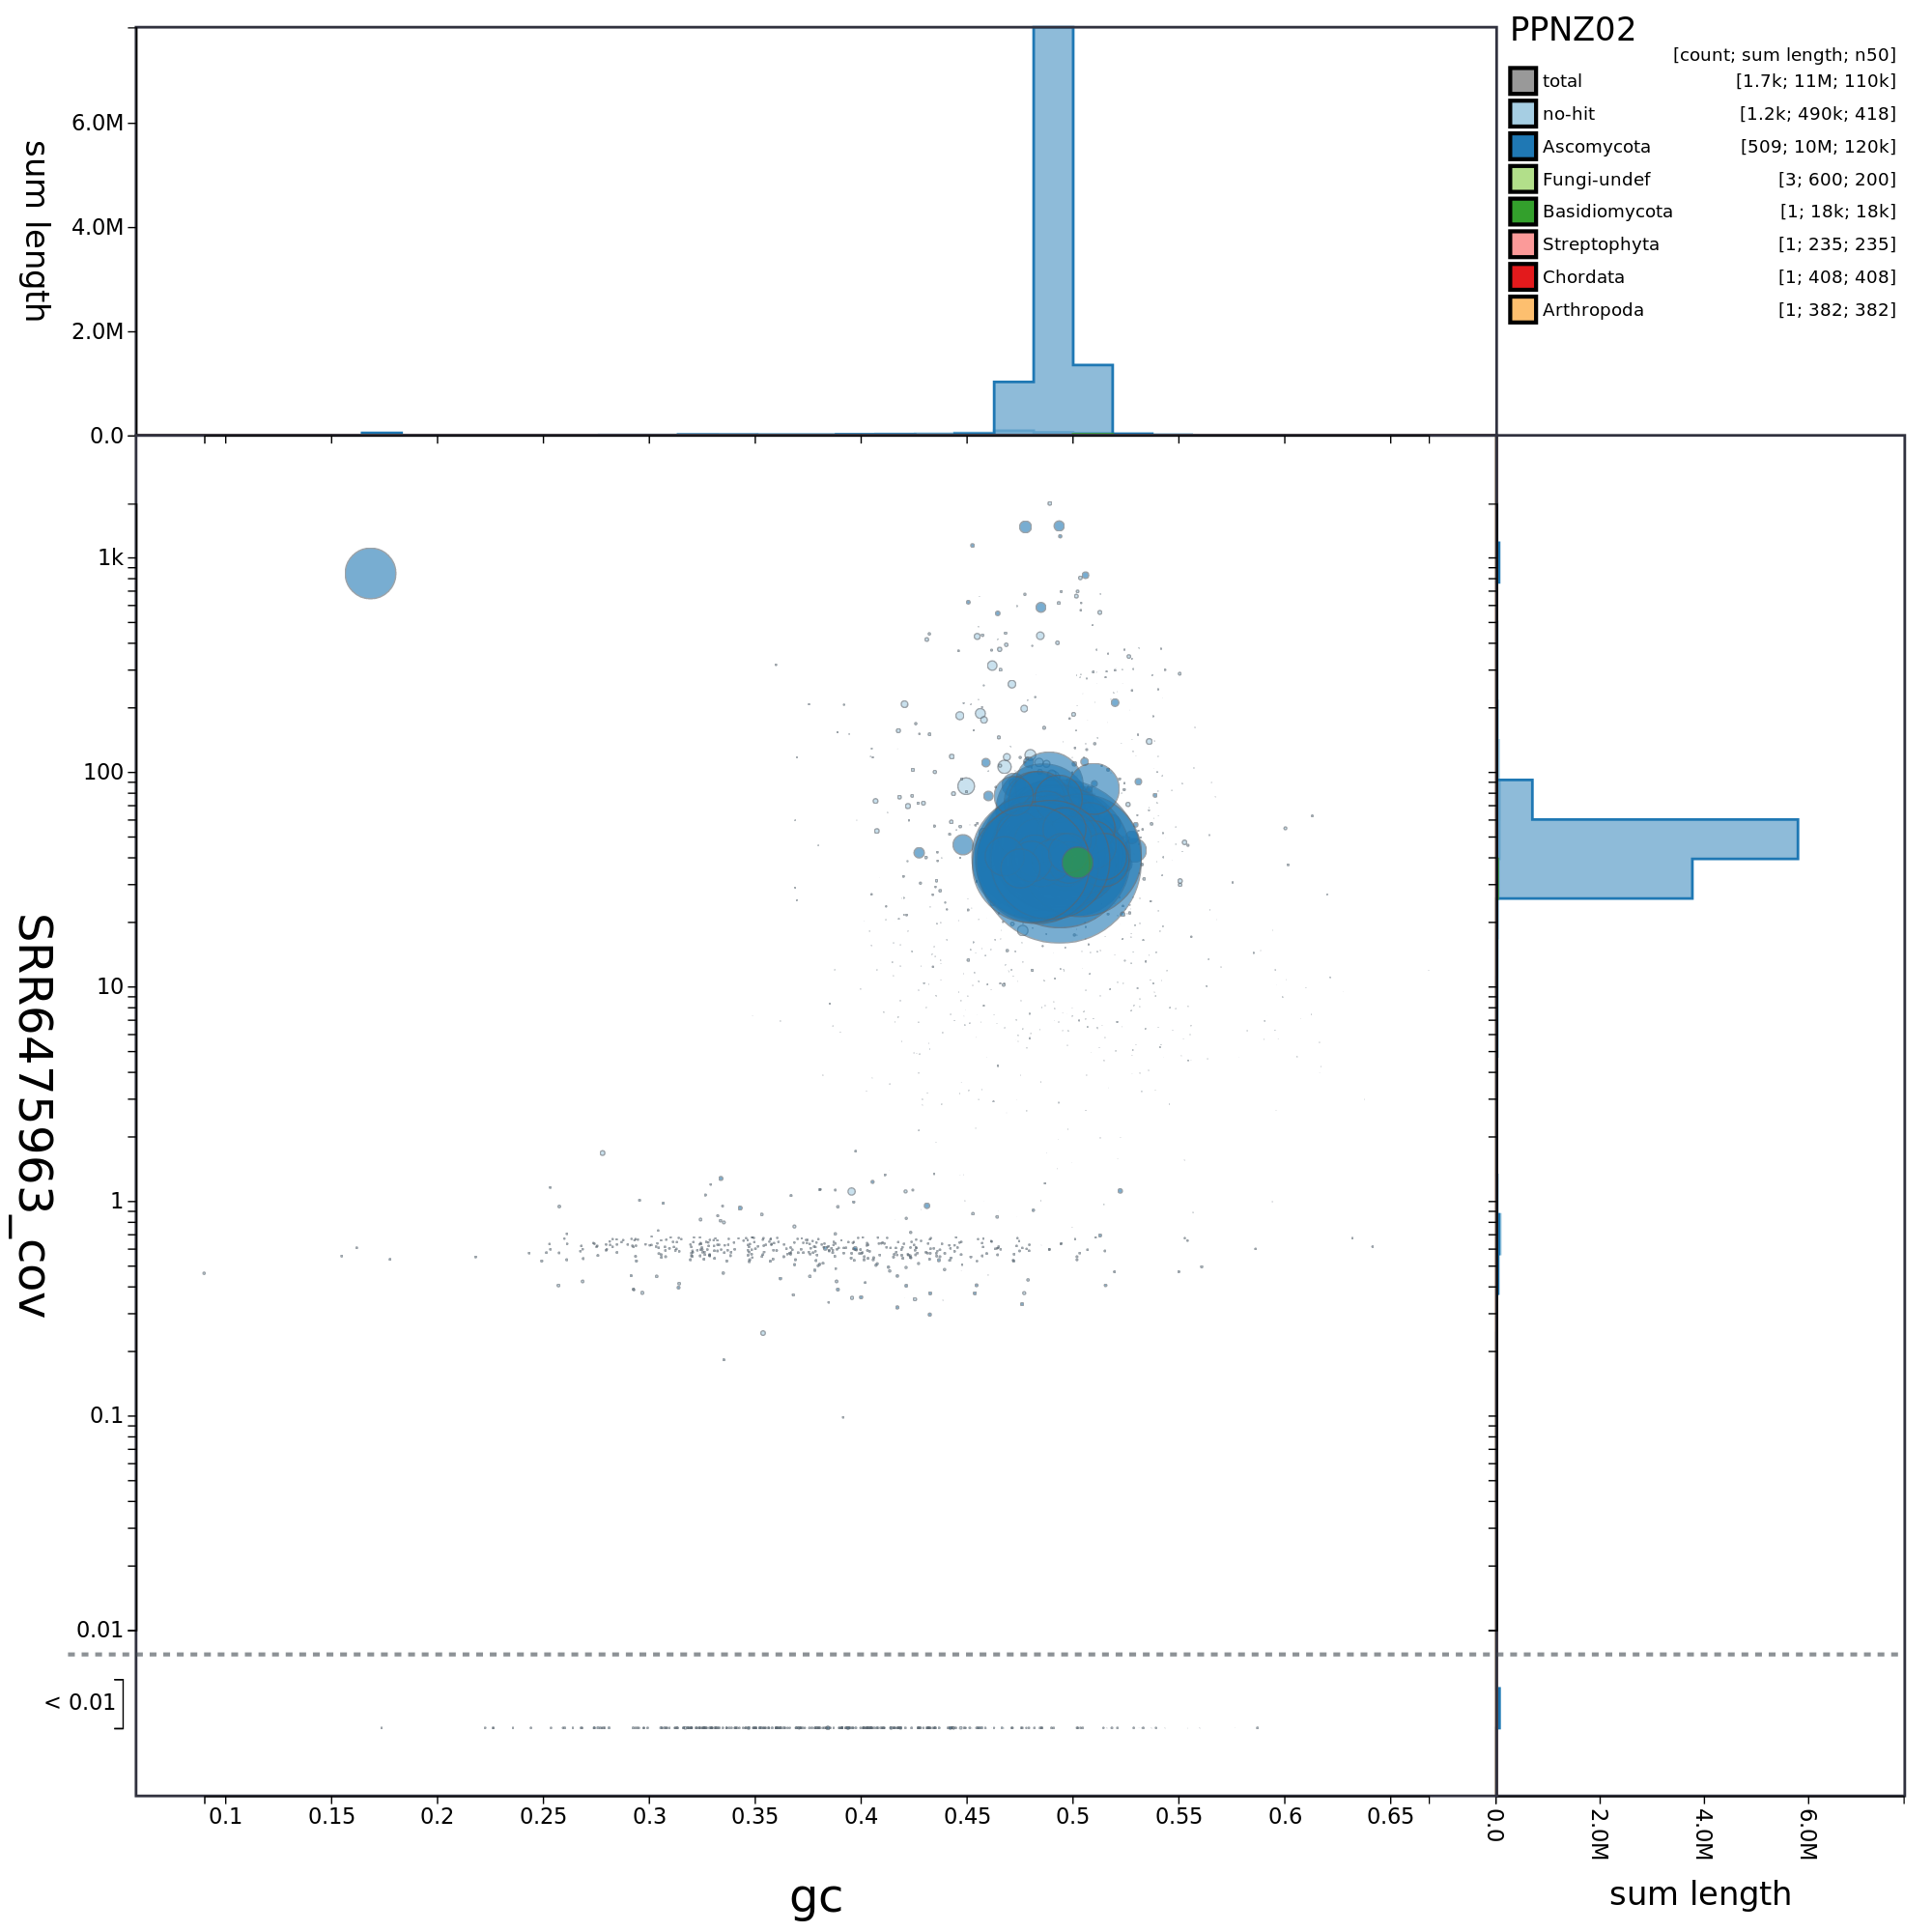 PPNZ02
[count; sum length; n50]
total [1.7k; 11M; 110k]
no-hit [1.2k; 490k; 418]
Ascomycota [509; 10M; 120k]
Fungi-undef [3; 600; 200]
Basidiomycota [1; 18k; 18k]
Streptophyta [1; 235; 235]
Chordata [1; 408; 408]
Arthropoda [1; 382; 382]
sum length
6.0M
4.0M
2.0M
0.0
SRR6475963_cov
1k
100
10
1
0.1
0.01
< 0.01
0.1 0.15 0.2 0.25 0.3 0.35 0.4 0.45 0.5 0.55 0.6 0.65
gc
0.0 2.0M 4.0M 6.0M
sum length